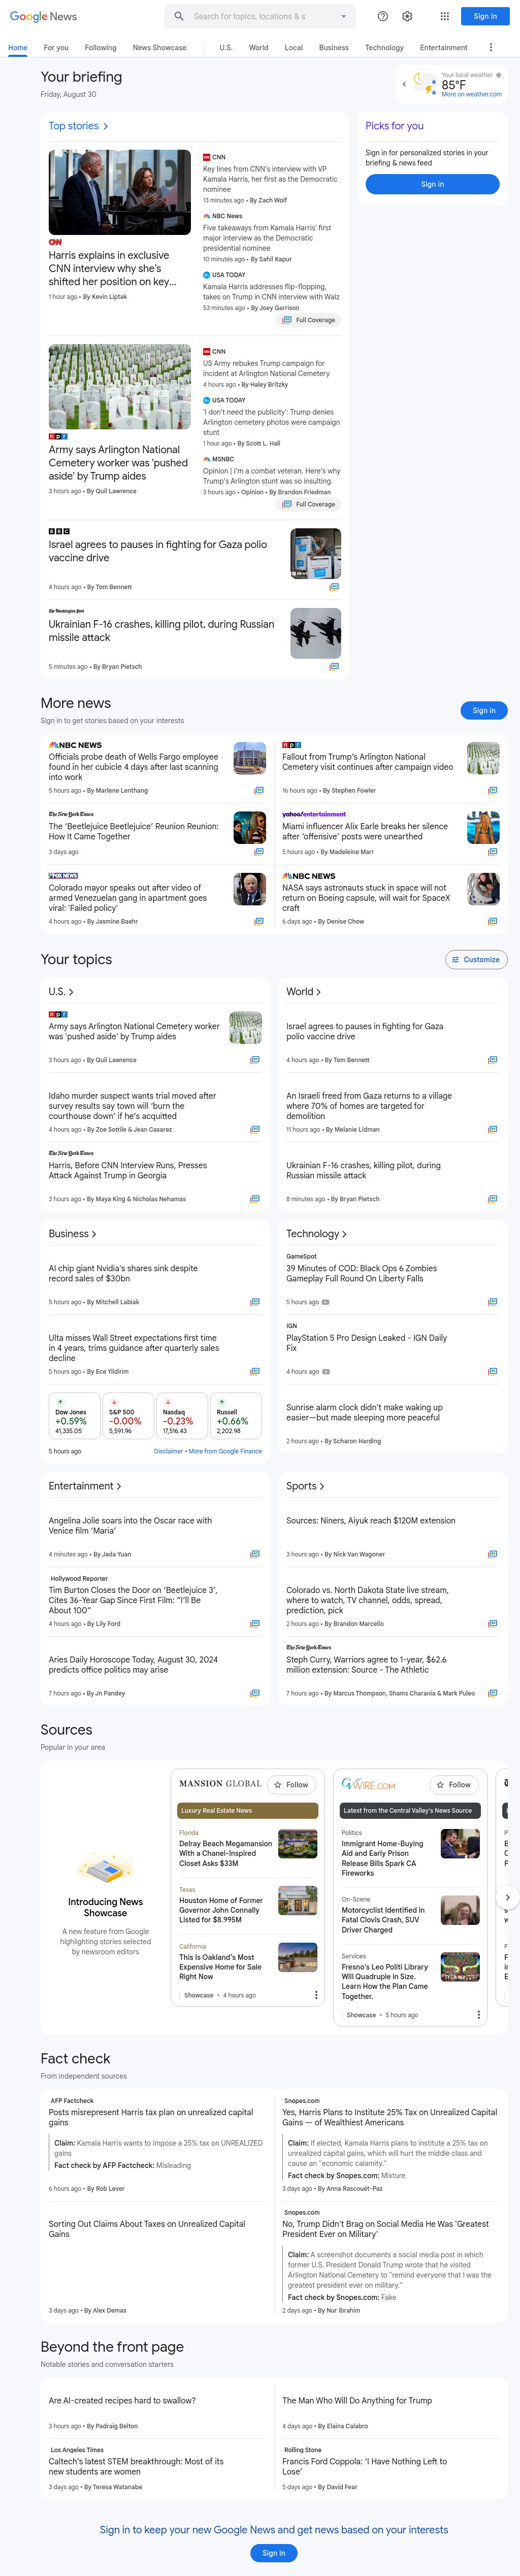 Google News
Search for topics, locations & s
Sign in
Home
For you
Following
News Showcase
U.S.
World
Local
Business
Technology
Entertainment
Your briefing
Friday, August 30
Your local weather
85°F
More on weather.com
Top stories
CNN
Harris explains in exclusive
CNN interview why she's
shifted her position on key…
1 hour ago • By Kevin Liptak
CNN
Key lines from CNN's interview with VP
Kamala Harris, her first as the Democratic
nominee
13 minutes ago • By Zach Wolf
NBC News
Five takeaways from Kamala Harris' first
major interview as the Democratic
presidential nominee
10 minutes ago • By Sahil Kapur
USA TODAY
Kamala Harris addresses flip-flopping,
takes on Trump in CNN interview with Walz
53 minutes ago • By Joey Garrison
Full Coverage
Picks for you
Sign in for personalized stories in your
briefing & news feed
Sign in
npr
Army says Arlington National
Cemetery worker was 'pushed
aside' by Trump aides
3 hours ago • By Quil Lawrence
CNN
US Army rebukes Trump campaign for
incident at Arlington National Cemetery
4 hours ago • By Haley Britzky
USA TODAY
'I don't need the publicity': Trump denies
Arlington cemetery photos were campaign
stunt
1 hour ago • By Scott L. Hall
MSNBC
Opinion | I'm a combat veteran. Here's why
Trump's Arlington stunt was so insulting.
3 hours ago • Opinion • By Brandon Friedman
Full Coverage
BBC
Israel agrees to pauses in fighting for Gaza polio
vaccine drive
4 hours ago • By Tom Bennett
The Washington Post
Ukrainian F-16 crashes, killing pilot, during Russian
missile attack
5 minutes ago • By Bryan Pietsch
More news
Sign in to get stories based on your interests
Sign in
NBC NEWS
Officials probe death of Wells Fargo employee
found in her cubicle 4 days after last scanning
into work
5 hours ago • By Marlene Lenthang
npr
Fallout from Trump's Arlington National
Cemetery visit continues after campaign video
16 hours ago • By Stephen Fowler
The New York Times
The 'Beetlejuice Beetlejuice' Reunion Reunion:
How It Came Together
3 days ago
yahoo/entertainment
Miami influencer Alix Earle breaks her silence
after 'offensive' posts were unearthed
5 hours ago • By Madeleine Marr
FOX NEWS
Colorado mayor speaks out after video of
armed Venezuelan gang in apartment goes
viral: 'Failed policy'
4 hours ago • By Jasmine Baehr
NBC NEWS
NASA says astronauts stuck in space will not
return on Boeing capsule, will wait for SpaceX
craft
6 days ago • By Denise Chow
Your topics
Customize
U.S.
npr
Army says Arlington National Cemetery worker
was 'pushed aside' by Trump aides
3 hours ago • By Quil Lawrence
Idaho murder suspect wants trial moved after
survey results say town will 'burn the
courthouse down' if he's acquitted
4 hours ago • By Zoe Sottile & Jean Casarez
The New York Times
Harris, Before CNN Interview Runs, Presses
Attack Against Trump in Georgia
3 hours ago • By Maya King & Nicholas Nehamas
World
Israel agrees to pauses in fighting for Gaza
polio vaccine drive
4 hours ago • By Tom Bennett
An Israeli freed from Gaza returns to a village
where 70% of homes are targeted for
demolition
11 hours ago • By Melanie Lidman
Ukrainian F-16 crashes, killing pilot, during
Russian missile attack
8 minutes ago • By Bryan Pietsch
Business
AI chip giant Nvidia's shares sink despite
record sales of $30bn
5 hours ago • By Mitchell Labiak
Ulta misses Wall Street expectations first time
in 4 years, trims guidance after quarterly sales
decline
5 hours ago • By Ece Yildirim
Dow Jones
+0.59%
41,335.05
S&P 500
-0.00%
5,591.96
Nasdaq
-0.23%
17,516.43
Russell
+0.66%
2,202.98
5 hours ago
Disclaimer • More from Google Finance
Technology
GameSpot
39 Minutes of COD: Black Ops 6 Zombies
Gameplay Full Round On Liberty Falls
5 hours ago
IGN
PlayStation 5 Pro Design Leaked - IGN Daily
Fix
4 hours ago
Sunrise alarm clock didn't make waking up
easier—but made sleeping more peaceful
2 hours ago • By Scharon Harding
Entertainment
Angelina Jolie soars into the Oscar race with
Venice film 'Maria'
4 minutes ago • By Jada Yuan
Hollywood Reporter
Tim Burton Closes the Door on 'Beetlejuice 3',
Cites 36-Year Gap Since First Film: "I'll Be
About 100"
4 hours ago • By Lily Ford
Aries Daily Horoscope Today, August 30, 2024
predicts office politics may arise
7 hours ago • By Jn Pandey
Sports
Sources: Niners, Aiyuk reach $120M extension
3 hours ago • By Nick Van Wagoner
Colorado vs. North Dakota State live stream,
where to watch, TV channel, odds, spread,
prediction, pick
2 hours ago • By Brandon Marcello
The New York Times
Steph Curry, Warriors agree to 1-year, $62.6
million extension: Source - The Athletic
7 hours ago • By Marcus Thompson, Shams Charania & Mark Puleo
Sources
Popular in your area
Introducing News
Showcase
A new feature from Google
highlighting stories selected
by newsroom editors
MANSION GLOBAL
Follow
Luxury Real Estate News
Florida
Delray Beach Megamansion
With a Chanel-Inspired
Closet Asks $33M
Texas
Houston Home of Former
Governor John Connally
Listed for $8.995M
California
This Is Oakland's Most
Expensive Home for Sale
Right Now
Showcase • 4 hours ago
GV WIRE.COM
Follow
Latest from the Central Valley's News Source
Politics
Immigrant Home-Buying
Aid and Early Prison
Release Bills Spark CA
Fireworks
On-Scene
Motorcyclist Identified in
Fatal Clovis Crash, SUV
Driver Charged
Services
Fresno's Leo Politi Library
Will Quadruple in Size.
Learn How the Plan Came
Together.
Showcase • 5 hours ago
Fact check
From independent sources
AFP Factcheck
Posts misrepresent Harris tax plan on unrealized capital
gains
Claim: Kamala Harris wants to impose a 25% tax on UNREALIZED
gains
Fact check by AFP Factcheck: Misleading
6 hours ago • By Rob Lever
Snopes.com
Yes, Harris Plans to Institute 25% Tax on Unrealized Capital
Gains — of Wealthiest Americans
Claim: If elected, Kamala Harris plans to institute a 25% tax on
unrealized capital gains, which will hurt the middle class and
cause an "economic calamity."
Fact check by Snopes.com: Mixture
3 days ago • By Anna Rascouët-Paz
Sorting Out Claims About Taxes on Unrealized Capital
Gains
3 days ago • By Alex Demas
Snopes.com
No, Trump Didn't Brag on Social Media He Was 'Greatest
President Ever on Military'
Claim: A screenshot documents a social media post in which
former U.S. President Donald Trump wrote that he visited
Arlington National Cemetery to "remind everyone that I was the
greatest president ever on military."
Fact check by Snopes.com: Fake
2 days ago • By Nur Ibrahim
Beyond the front page
Notable stories and conversation starters
Are AI-created recipes hard to swallow?
3 hours ago • By Padraig Belton
The Man Who Will Do Anything for Trump
4 days ago • By Elaina Calabro
Los Angeles Times
Caltech's latest STEM breakthrough: Most of its
new students are women
3 days ago • By Teresa Watanabe
Rolling Stone
Francis Ford Coppola: 'I Have Nothing Left to
Lose'
5 days ago • By David Fear
Sign in to keep your new Google News and get news based on your interests
Sign in